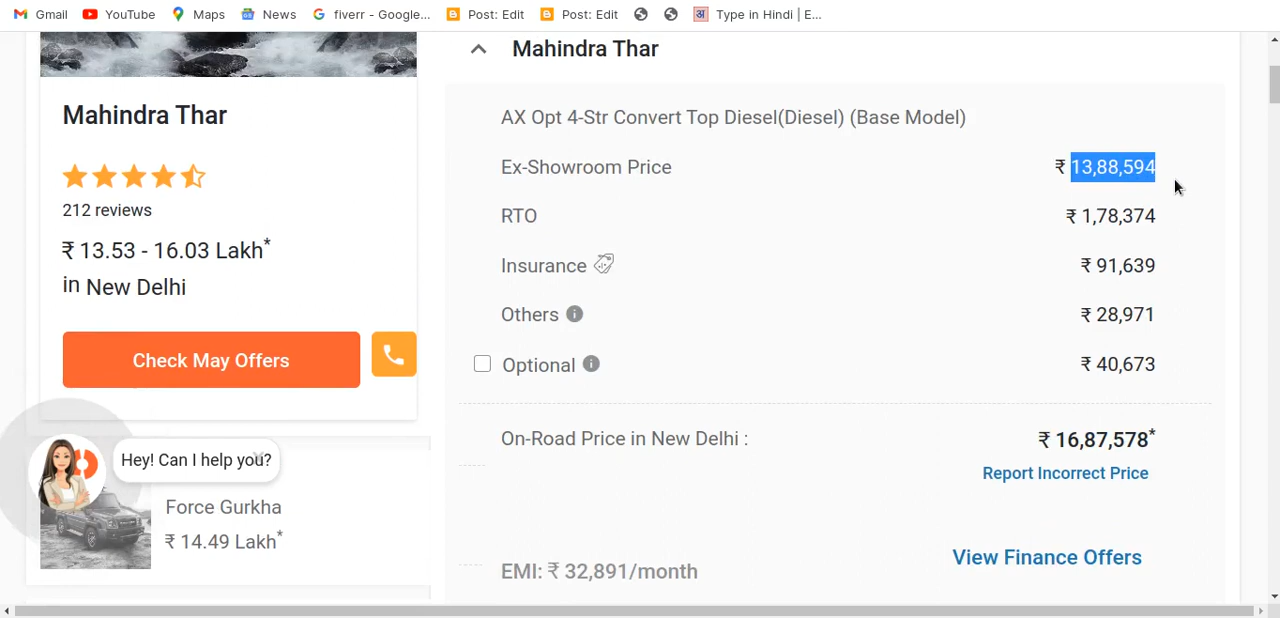 Gmail YouTube Maps News fiverr - Google... Post: Edit Post: Edit अ Type in Hindi | E...
Mahindra Thar
212 reviews
₹ 13.53 - 16.03 Lakh*
in New Delhi
Check May Offers
Hey! Can I help you?
Force Gurkha
₹ 14.49 Lakh*
Mahindra Thar
AX Opt 4-Str Convert Top Diesel(Diesel) (Base Model)
Ex-Showroom Price ₹ 13,88,594
RTO ₹ 1,78,374
Insurance ₹ 91,639
Others ₹ 28,971
Optional ₹ 40,673
On-Road Price in New Delhi : ₹ 16,87,578*
Report Incorrect Price
EMI: ₹ 32,891/month View Finance Offers